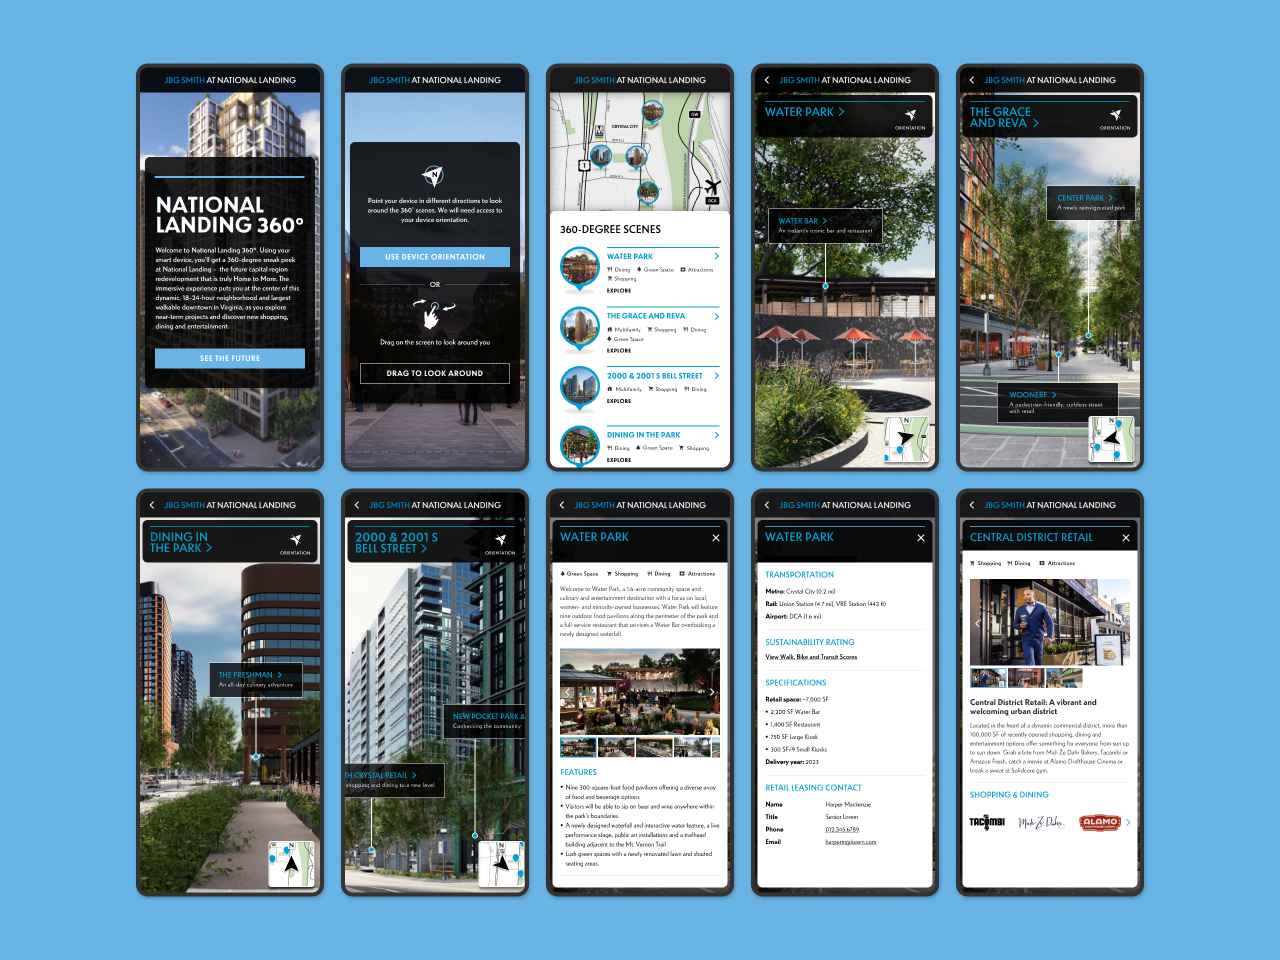 JBG SMITH AT NATIONAL LANDING
NATIONAL
LANDING 360°
Welcome to National Landing 360°. Using your
smart device, you'll get a 360-degree sneak peek
at National Landing – the future capital region
redevelopment that is truly Home to More. The
immersive experience puts you at the center of this
dynamic, 18-24-hour neighborhood and largest
walkable downtown in Virginia, as you explore
near-term projects and discover new shopping,
dining and entertainment.
SEE THE FUTURE
JBG SMITH AT NATIONAL LANDING
N
Point your device in different directions to look
around the 360° scenes. We will need access to
your device orientation.
USE DEVICE ORIENTATION
OR
Drag on the screen to look around you
DRAG TO LOOK AROUND
JBG SMITH AT NATIONAL LANDING
M
CRYSTAL CITY
GW
1
DCA
360-DEGREE SCENES
WATER PARK
Dining Green Space Attractions
Shopping
EXPLORE
THE GRACE AND REVA
Multifamily Shopping Dining
Green Space
EXPLORE
2000 & 2001 S BELL STREET
Multifamily Shopping Dining
EXPLORE
DINING IN THE PARK
Dining Green Space Shopping
EXPLORE
JBG SMITH AT NATIONAL LANDING
WATER PARK
ORIENTATION
WATER BAR
An instantly iconic bar and restaurant
N
JBG SMITH AT NATIONAL LANDING
THE GRACE
AND REVA
ORIENTATION
CENTER PARK
A newly reinvigorated park
WOONERF
A pedestrian-friendly, curbless street
with retail
N
JBG SMITH AT NATIONAL LANDING
DINING IN
THE PARK
ORIENTATION
THE FRESHMAN
An all-day culinary adventure
N
JBG SMITH AT NATIONAL LANDING
2000 & 2001 S
BELL STREET
ORIENTATION
NEW POCKET PARK &
Connecting the community
TH CRYSTAL RETAIL
shopping and dining to a new level
N
JBG SMITH AT NATIONAL LANDING
WATER PARK
Green Space Shopping Dining Attractions
Welcome to Water Park, a 1.6-acre community space and
culinary and entertainment destination with a focus on local,
women- and minority-owned businesses. Water Park will feature
nine outdoor food pavilions along the perimeter of the park and
a full-service restaurant that services a Water Bar overlooking a
newly designed waterfall.
FEATURES
• Nine 300-square-foot food pavilions offering a diverse array
of food and beverage options
• Visitors will be able to sip on beer and wine anywhere within
the park's boundaries.
• A newly designed waterfall and interactive water feature, a live
performance stage, public art installations and a trailhead
building adjacent to the Mt. Vernon Trail
• Lush green spaces with a newly renovated lawn and shaded
seating areas.
JBG SMITH AT NATIONAL LANDING
WATER PARK
TRANSPORTATION
Metro: Crystal City (0.2 mi)
Rail: Union Station (4.7 mi), VRE Station (443 ft)
Airport: DCA (1.6 mi)
SUSTAINABILITY RATING
View Walk, Bike and Transit Scores
SPECIFICATIONS
Retail space: ~7,000 SF
• 2,200 SF Water Bar
• 1,400 SF Restaurant
• 750 SF Large Kiosk
• 300 SF/9 Small Kiosks
Delivery year: 2023
RETAIL LEASING CONTACT
Name Harper Mackenzie
Title Senior Lorem
Phone 012.345.6789
Email harperm@lorem.com
JBG SMITH AT NATIONAL LANDING
CENTRAL DISTRICT RETAIL
Shopping Dining Attractions
Central District Retail: A vibrant and
welcoming urban district
Located in the heart of a dynamic commercial district, more than
100,000 SF of recently opened shopping, dining and
entertainment options offer something for everyone from sun up
to sun down. Grab a bite from Mah Ze Dahr Bakery, Tacombi or
Amazon Fresh, catch a movie at Alamo Drafthouse Cinema or
break a sweat at Solidcore gym.
SHOPPING & DINING
TACOMBI
Mah Ze Dahr
ALAMO